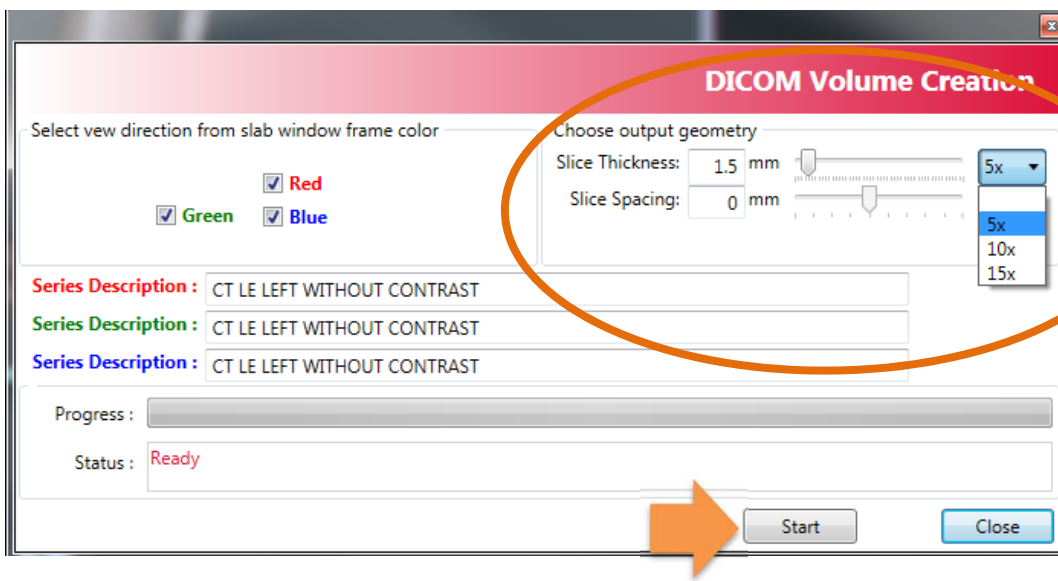 DICOM Volume Creation
Select vew direction from slab window frame color
Red
Green Blue
Choose output geometry
Slice Thickness: 1.5 mm 5x
Slice Spacing: 0 mm
5x
10x
15x
Series Description : CT LE LEFT WITHOUT CONTRAST
Series Description : CT LE LEFT WITHOUT CONTRAST
Series Description : CT LE LEFT WITHOUT CONTRAST
Progress :
Status : Ready
Start Close